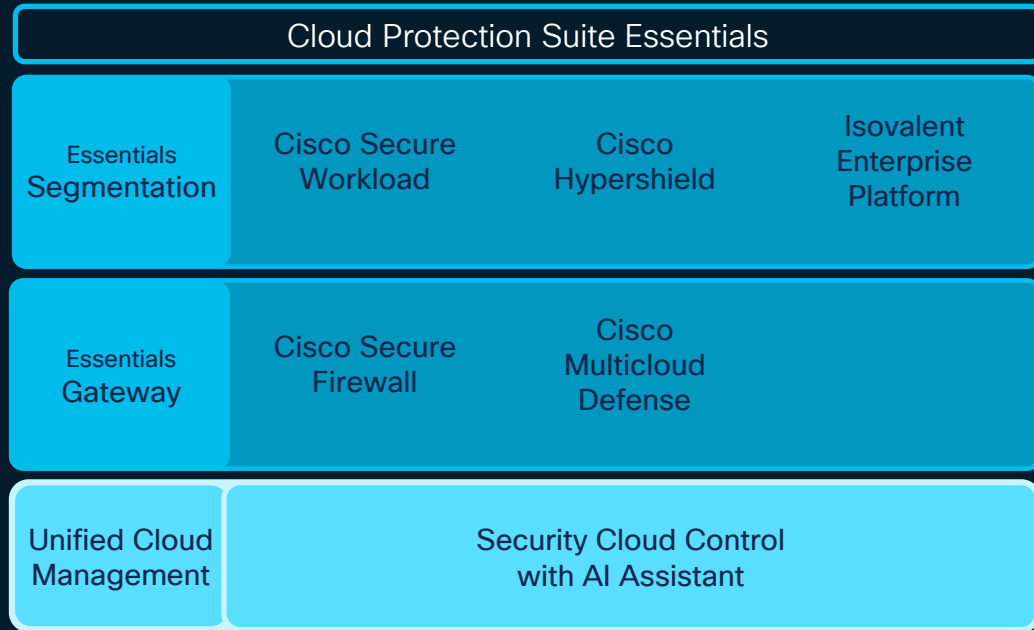 Cloud Protection Suite Essentials
Essentials
Segmentation
Cisco Secure
Workload
Cisco
Hypershield
Isovalent
Enterprise
Platform
Essentials
Gateway
Cisco Secure
Firewall
Cisco
Multicloud
Defense
Unified Cloud
Management
Security Cloud Control
with AI Assistant